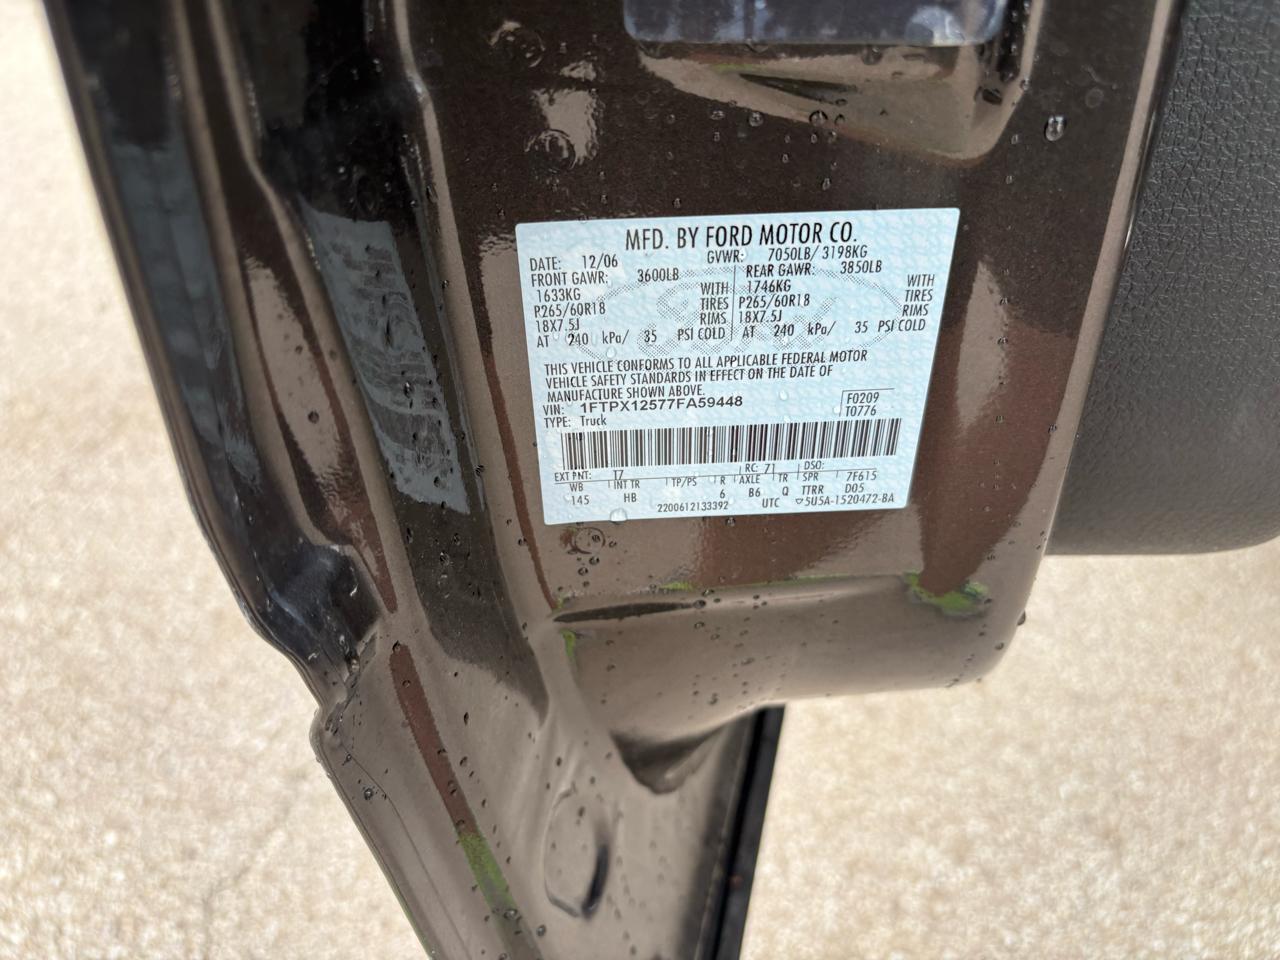 MFD. BY FORD MOTOR CO.
DATE: 12/06 GVWR: 7050LB/ 3198KG
FRONT GAWR: 3600LB REAR GAWR: 3850LB
1633KG WITH 1746KG WITH
P265/60R18 TIRES P265/60R18 TIRES
18X7.5J RIMS 18X7.5J RIMS
AT 240 kPa/ 35 PSI COLD AT 240 kPa/ 35 PSI COLD
THIS VEHICLE CONFORMS TO ALL APPLICABLE FEDERAL MOTOR
VEHICLE SAFETY STANDARDS IN EFFECT ON THE DATE OF
MANUFACTURE SHOWN ABOVE.
VIN: 1FTPX12577FA59448 F0209
TYPE: Truck T0776
EXT PNT: T7 RC: 71 DSO:
WB INT TR TP/PS R AXLE TR SPR 7F615
145 HB 6 B6 Q TTRR D05
2200612133392 UTC 5U5A-1520472-BA